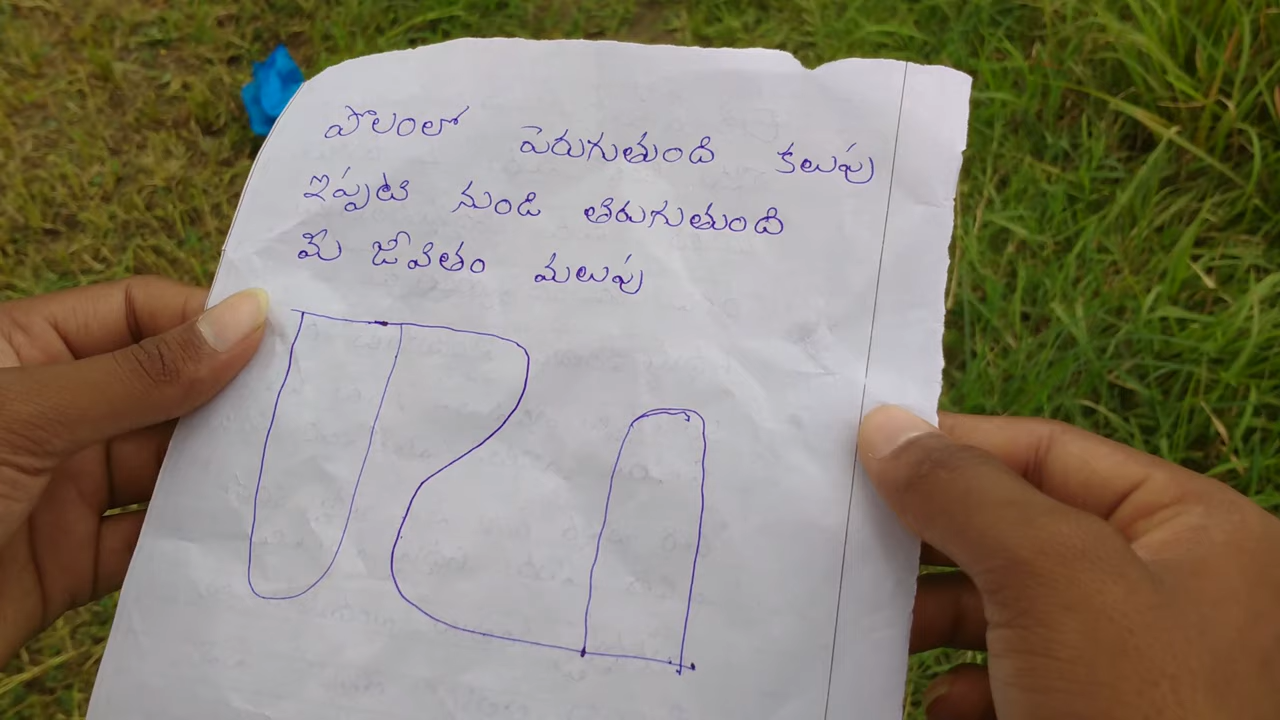 పొలంలో పెరుగుతుంది కలుపు
ఇప్పటి నుండి తిరుగుతుంది
మీ జీవితం మలుపు